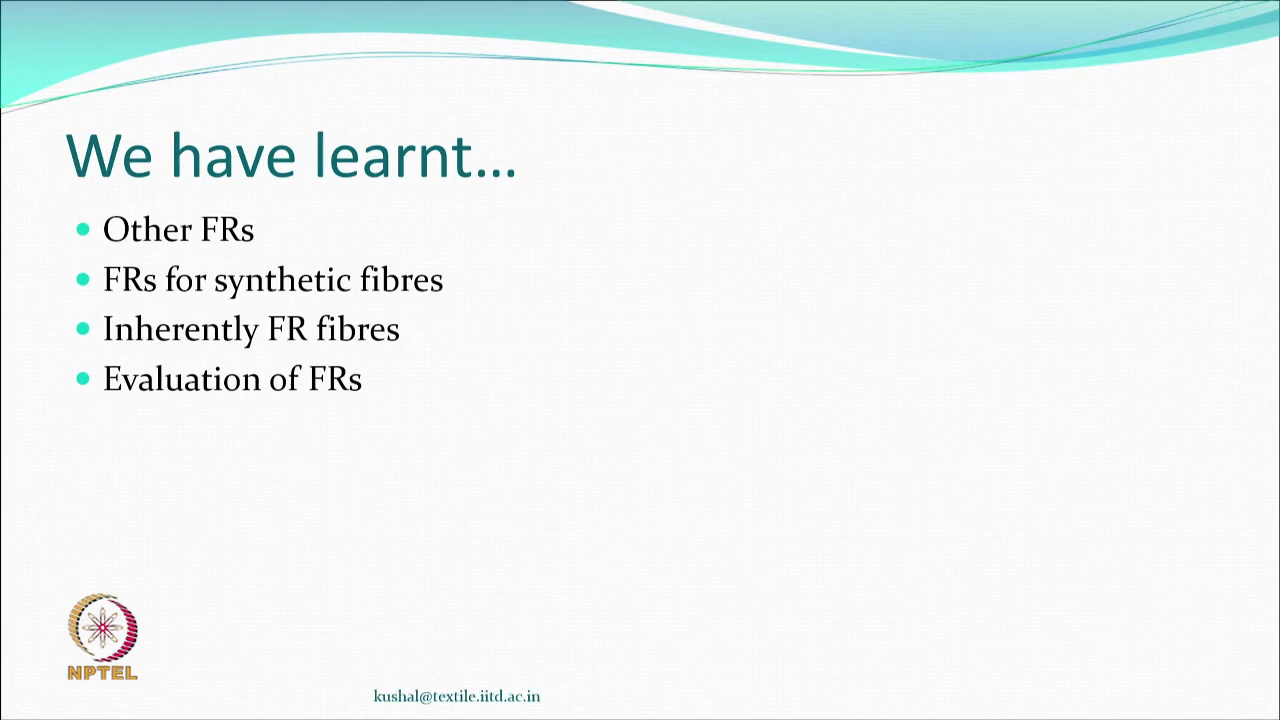 We have learnt...
Other FRs
FRs for synthetic fibres
Inherently FR fibres
Evaluation of FRs
NPTEL
kushal@textile.iitd.ac.in